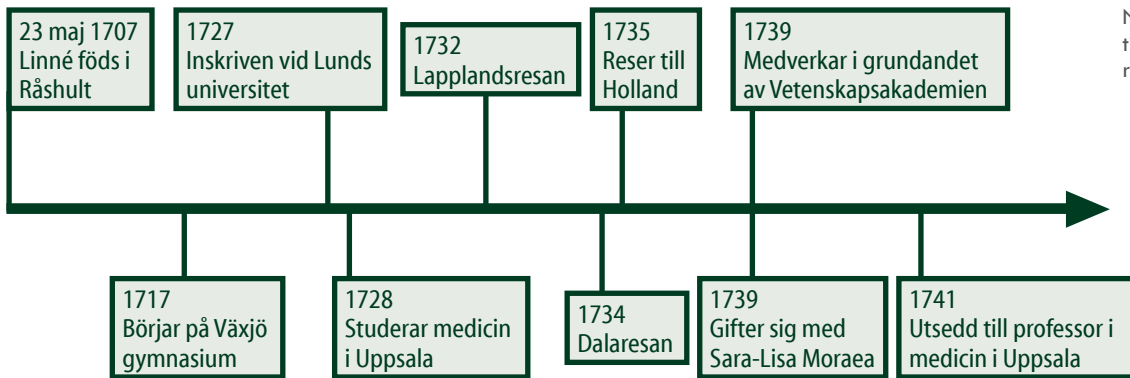 23 maj 1707
Linné föds i
Råshult
1727
Inskriven vid Lunds
universitet
1732
Lapplandsresan
1735
Reser till
Holland
1739
Medverkar i grundandet
av Vetenskapsakademien
1717
Börjar på Växjö
gymnasium
1728
Studerar medicin
i Uppsala
1734
Dalaresan
1739
Gifter sig med
Sara-Lisa Moraea
1741
Utsedd till professor i
medicin i Uppsala